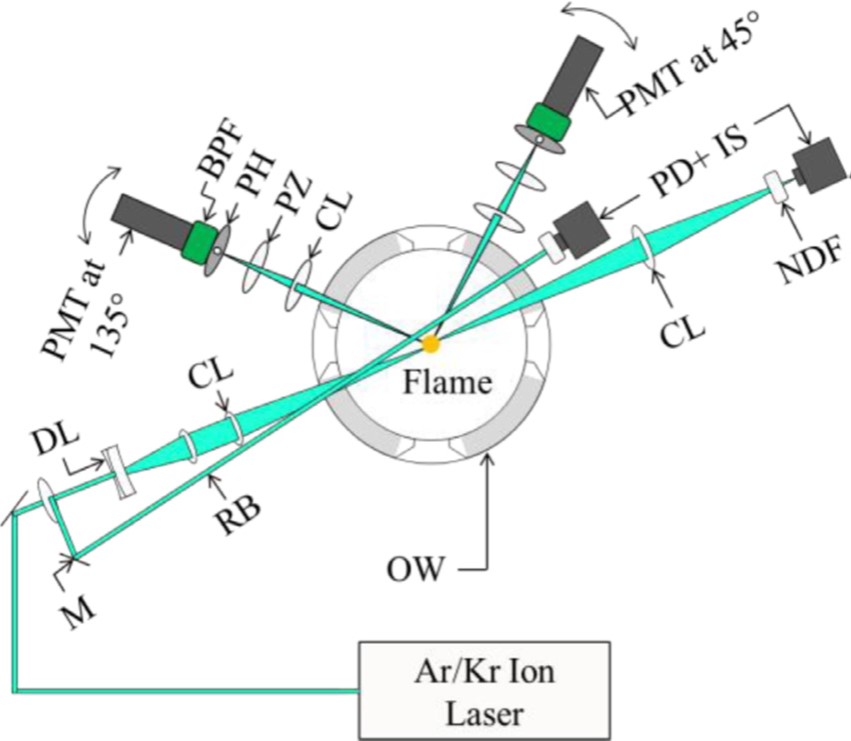 PMT at 45°
BPF
PH
PZ
CL
PD+ IS
PMT at
135°
NDF
CL
Flame
CL
DL
RB
OW
M
Ar/Kr Ion
Laser